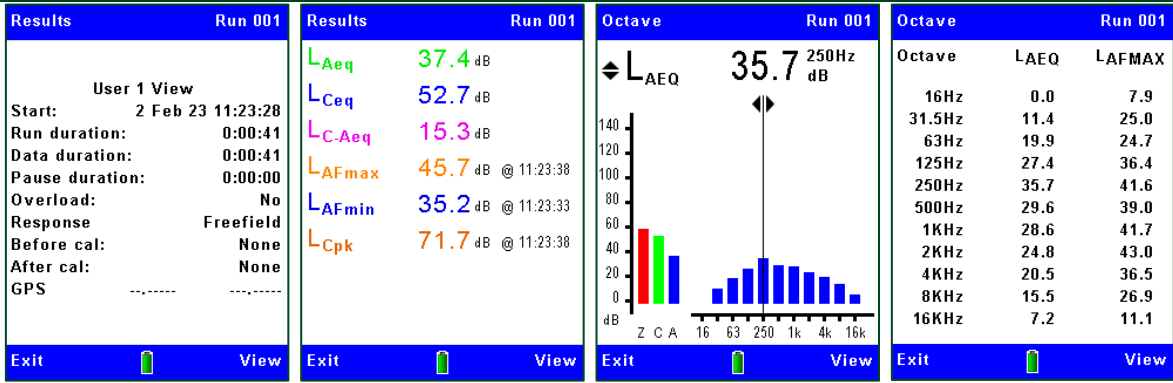 Results Run 001
User 1 View
Start: 2 Feb 23 11:23:28
Run duration: 0:00:41
Data duration: 0:00:41
Pause duration: 0:00:00
Overload: No
Response Freefield
Before cal: None
After cal: None
GPS --.----- ---.-----
Exit View
Results Run 001
LAeq 37.4 dB
LCeq 52.7 dB
LC-Aeq 15.3 dB
LAFmax 45.7 dB @ 11:23:38
LAFmin 35.2 dB @ 11:23:33
LCpk 71.7 dB @ 11:23:38
Exit View
Octave Run 001
LAEQ 35.7 250Hz dB
140
120
100
80
60
40
20
0
dB
Z C A 16 63 250 1k 4k 16k
Exit View
Octave Run 001
Octave LAEQ LAFMAX
16Hz 0.0 7.9
31.5Hz 11.4 25.0
63Hz 19.9 24.7
125Hz 27.4 36.4
250Hz 35.7 41.6
500Hz 29.6 39.0
1KHz 28.6 41.7
2KHz 24.8 43.0
4KHz 20.5 36.5
8KHz 15.5 26.9
16KHz 7.2 11.1
Exit View